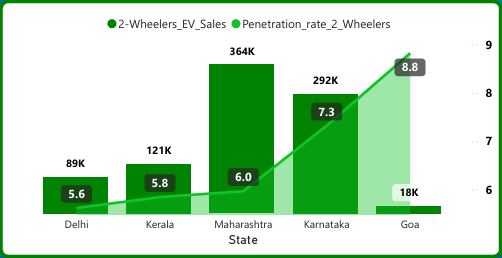 2-Wheelers_EV_Sales Penetration_rate_2_Wheelers
364K
9
8.8
292K
8
7.3
121K
7
89K
6.0
5.8
5.6
18K
6
Delhi Kerala Maharashtra Karnataka Goa
State